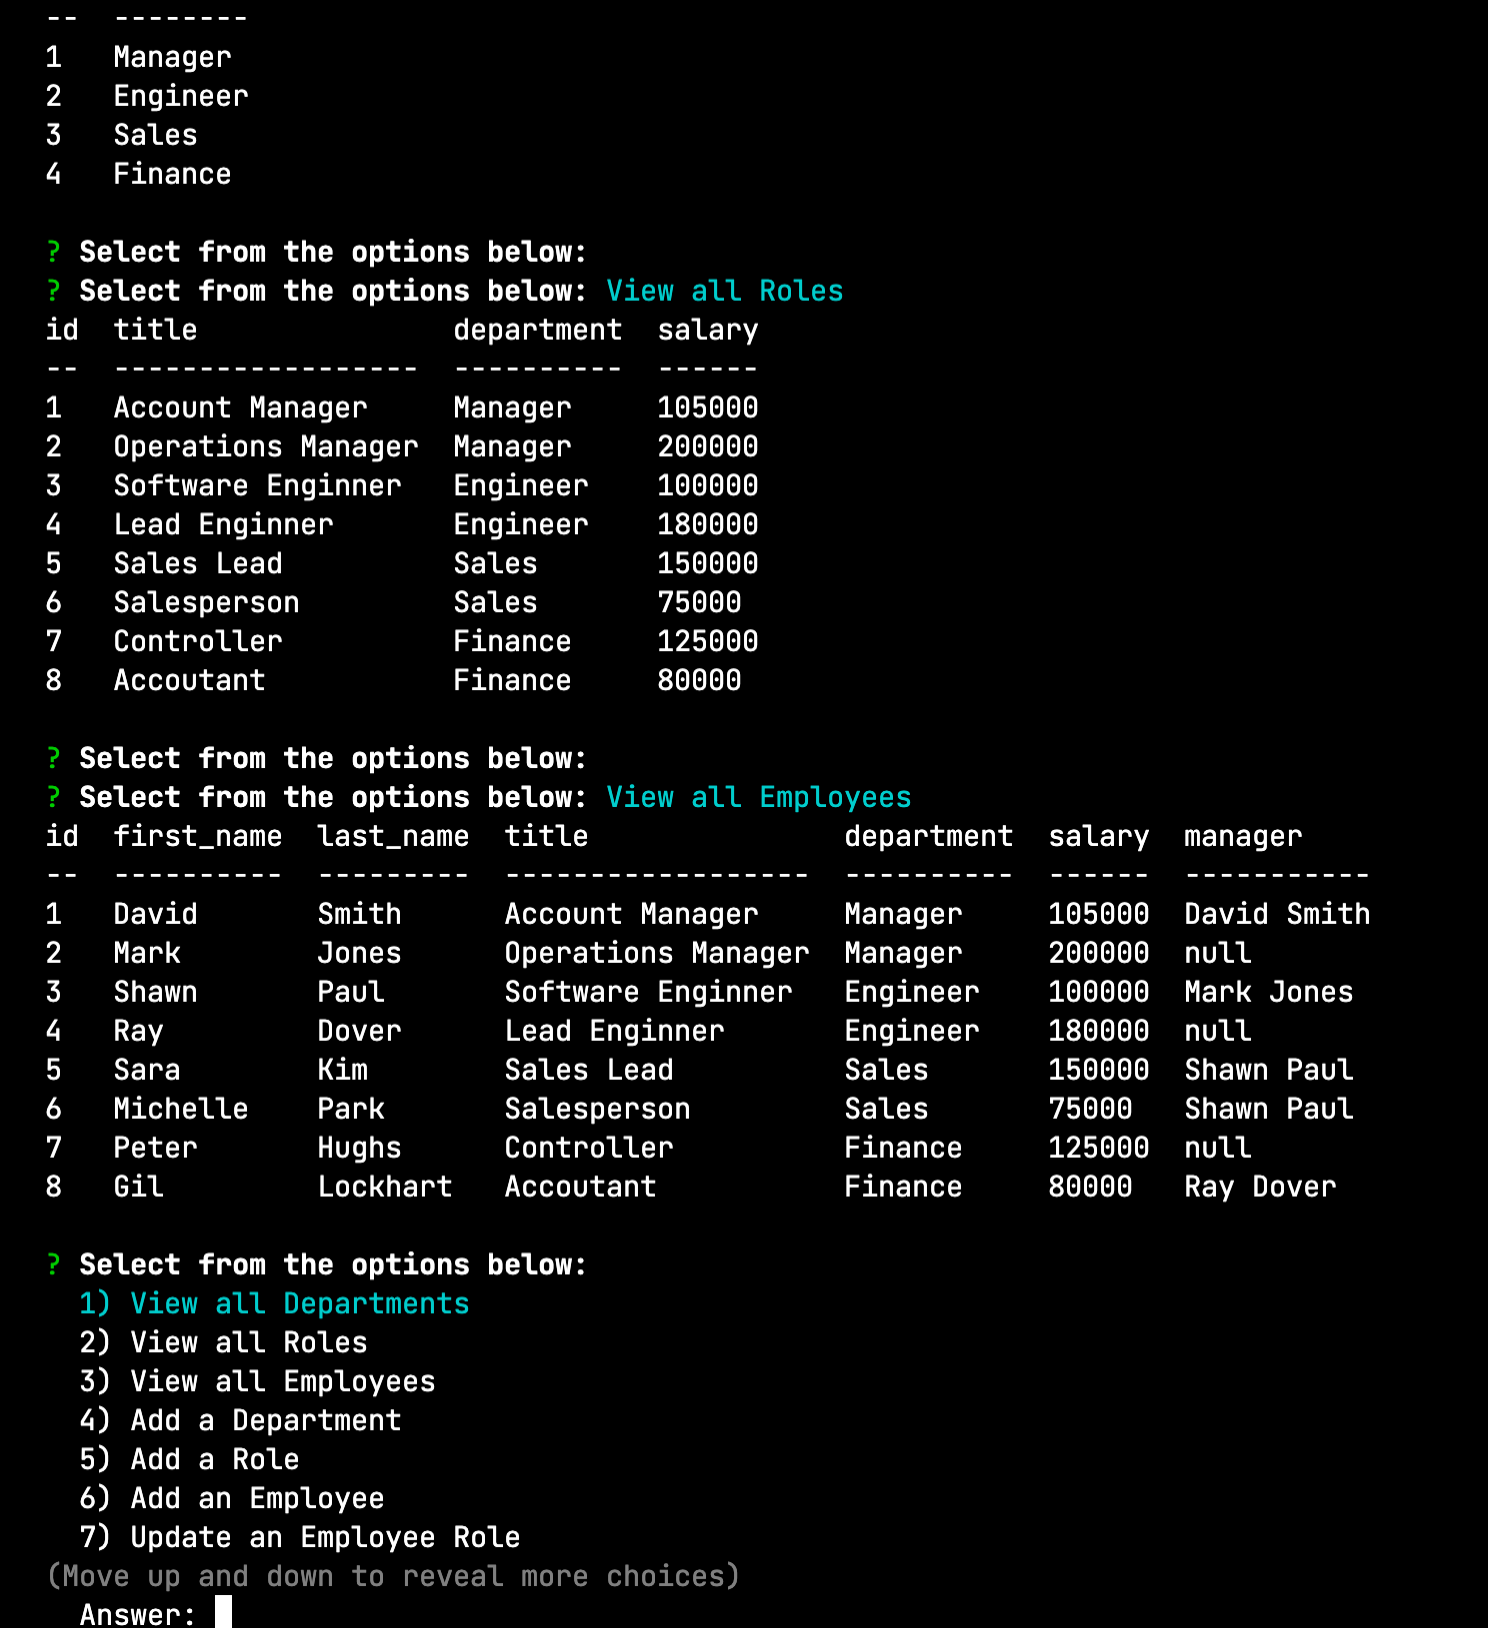 -- --------
1   Manager
2   Engineer
3   Sales
4   Finance
? Select from the options below:
? Select from the options below: View all Roles
id  title               department  salary
--  ------------------  ----------  ------
1   Account Manager     Manager     105000
2   Operations Manager  Manager     200000
3   Software Enginner   Engineer    100000
4   Lead Enginner       Engineer    180000
5   Sales Lead          Sales       150000
6   Salesperson         Sales       75000
7   Controller          Finance     125000
8   Accoutant           Finance     80000
? Select from the options below:
? Select from the options below: View all Employees
id  first_name  last_name  title               department  salary  manager
--  ----------  ---------  ------------------  ----------  ------  -----------
1   David       Smith      Account Manager     Manager     105000  David Smith
2   Mark        Jones      Operations Manager  Manager     200000  null
3   Shawn       Paul       Software Enginner   Engineer    100000  Mark Jones
4   Ray         Dover      Lead Enginner       Engineer    180000  null
5   Sara        Kim        Sales Lead          Sales       150000  Shawn Paul
6   Michelle    Park       Salesperson         Sales       75000   Shawn Paul
7   Peter       Hughs      Controller          Finance     125000  null
8   Gil         Lockhart   Accoutant           Finance     80000   Ray Dover
? Select from the options below:
1) View all Departments
2) View all Roles
3) View all Employees
4) Add a Department
5) Add a Role
6) Add an Employee
7) Update an Employee Role
(Move up and down to reveal more choices)
Answer: